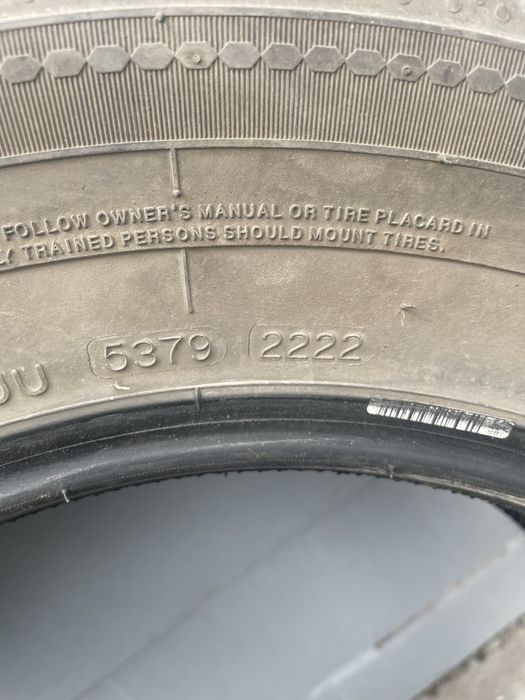 FOLLOW OWNER'S MANUAL OR TIRE PLACARD IN
TRAINED PERSONS SHOULD MOUNT TIRES.
5379 2222